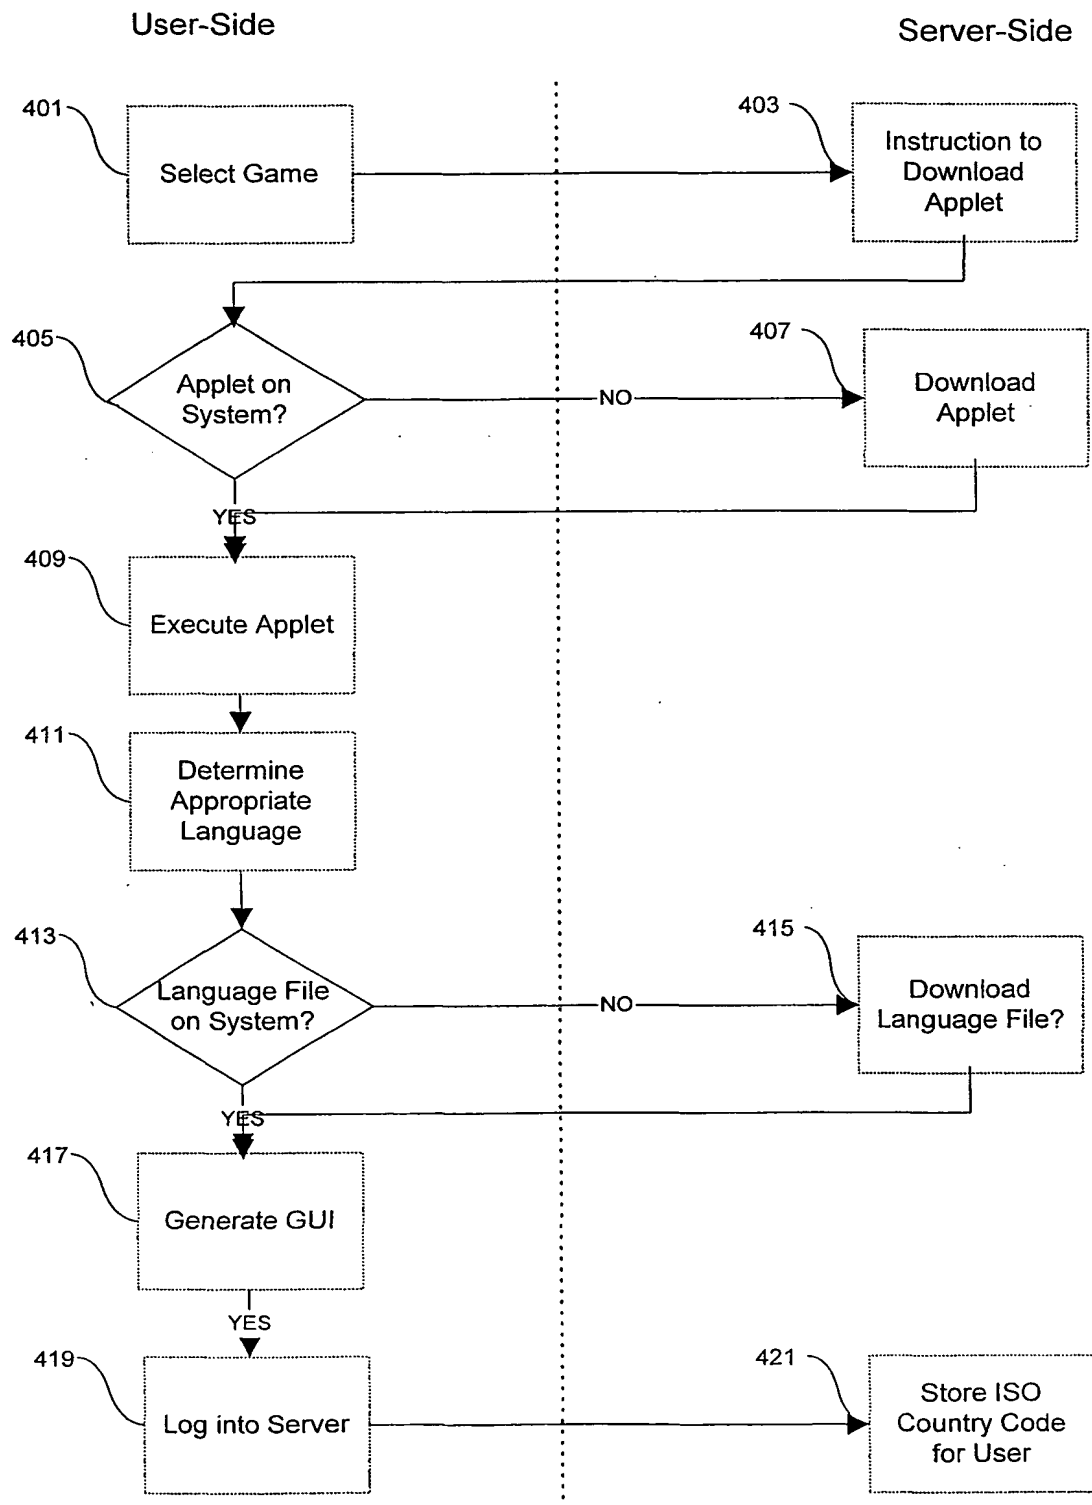 User-Side
Server-Side
401
Select Game
403
Instruction to
Download
Applet
405
Applet on
System?
NO
407
Download
Applet
YES
409
Execute Applet
411
Determine
Appropriate
Language
413
Language File
on System?
NO
415
Download
Language File?
YES
417
Generate GUI
YES
419
Log into Server
421
Store ISO
Country Code
for User